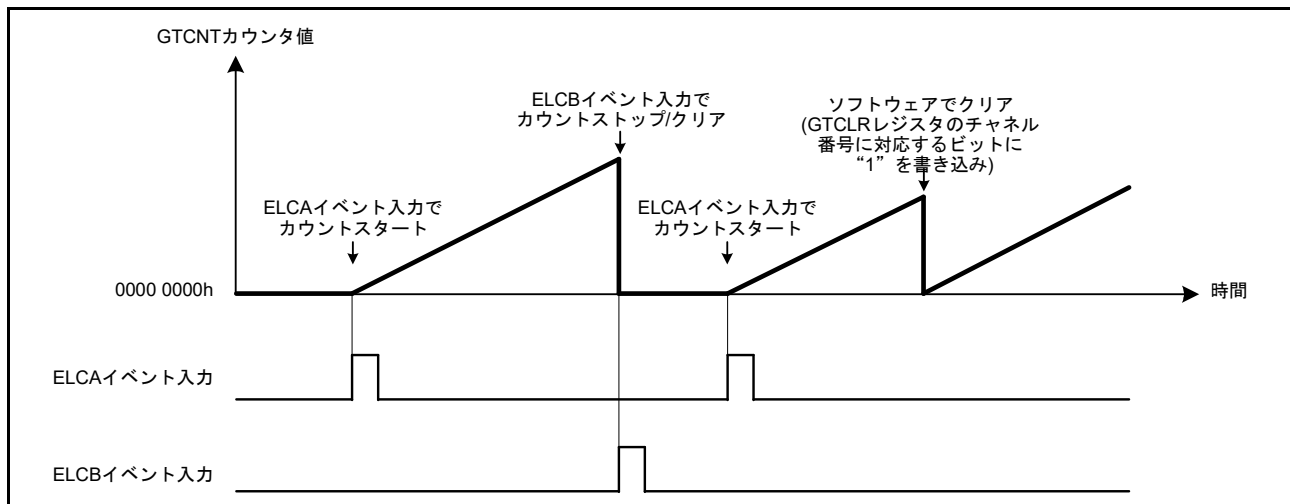 GTCNTカウンタ値
ELCBイベント入力で
カウントストップ/クリア
ソフトウェアでクリア
(GTCLRレジスタのチャネル
番号に対応するビットに
“1”を書き込み)
ELCAイベント入力で
カウントスタート
ELCAイベント入力で
カウントスタート
0000 0000h
時間
ELCAイベント入力
ELCBイベント入力